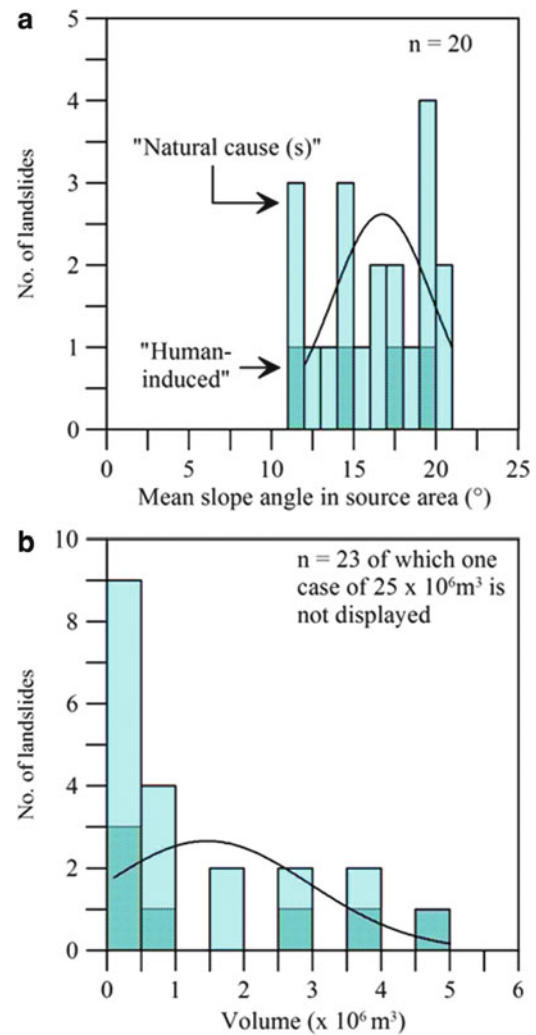 a
5
n = 20
4
"Natural cause (s)"
3
No. of landslides
2
"Human-
induced"
1
0
0 5 10 15 20 25
Mean slope angle in source area (°)
b
10
n = 23 of which one
case of 25 x 10⁶m³ is
not displayed
8
6
No. of landslides
4
2
0
0 1 2 3 4 5 6
Volume (x 10⁶ m³)